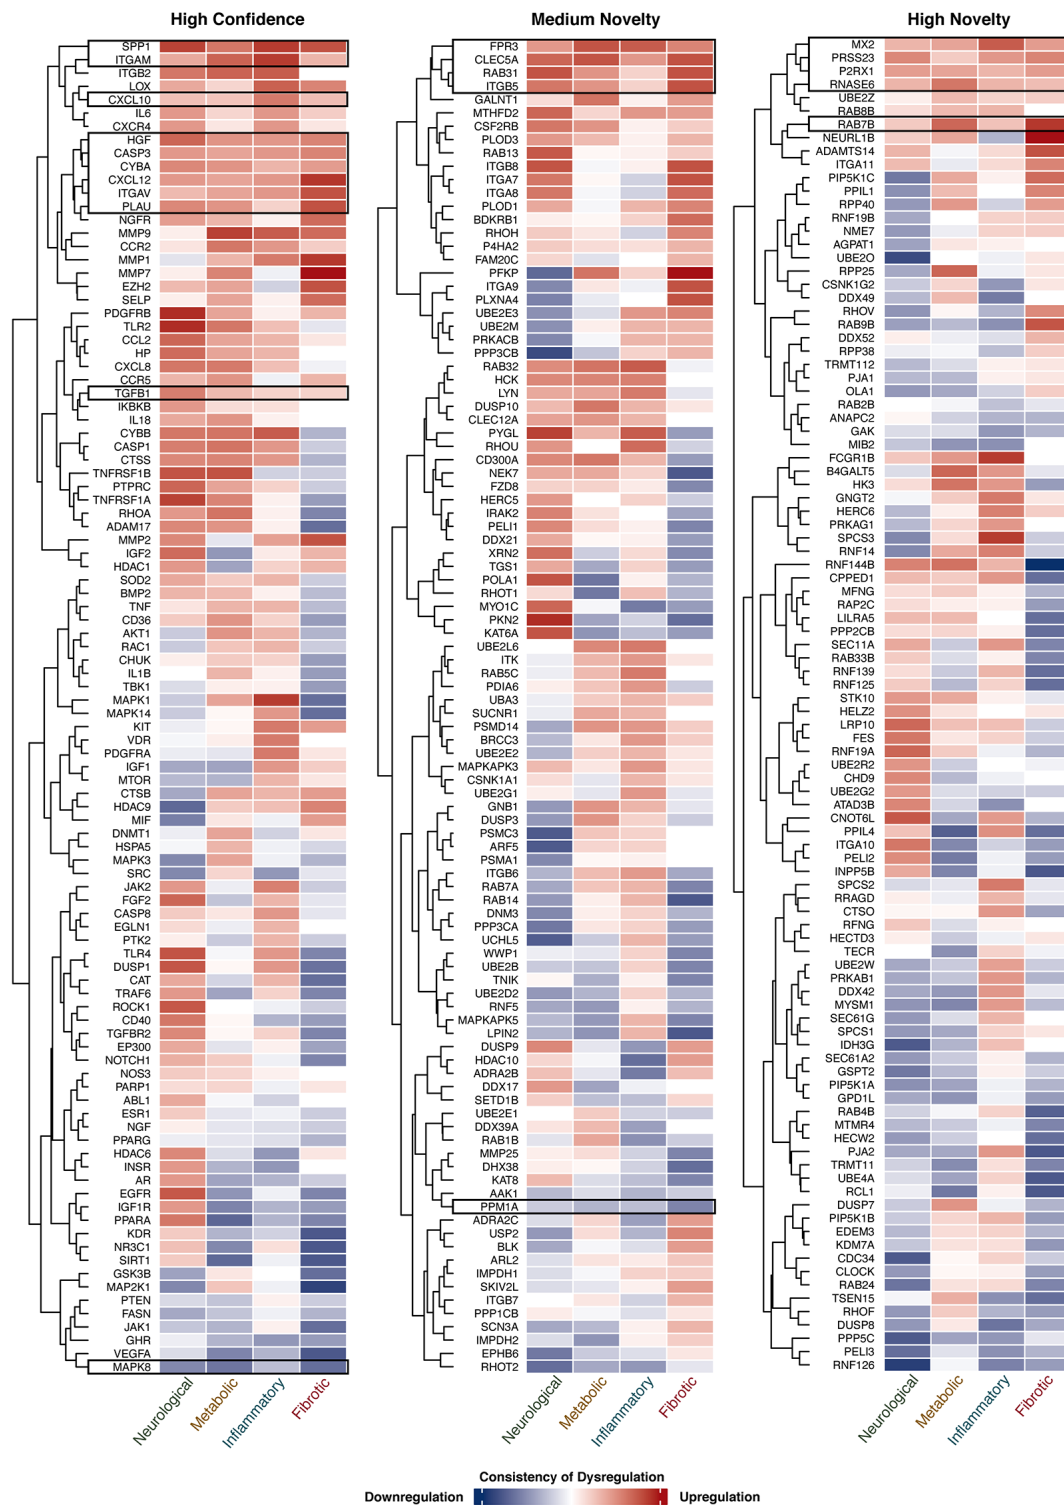 High Confidence
SPP1
ITGAM
ITGB2
LOX
CXCL10
IL6
CXCR4
HGF
CASP3
CYBA
CXCL12
ITGAV
PLAU
NGFR
MMP9
CCR2
MMP1
MMP7
EZH2
SELP
PDGFRB
TLR2
CCL2
HP
CXCL8
CCR5
TGFB1
IKBKB
IL18
CYBB
CASP1
CTSS
TNFRSF1B
PTPRC
TNFRSF1A
RHOA
ADAM17
MMP2
IGF2
HDAC1
SOD2
BMP2
TNF
CD36
AKT1
RAC1
CHUK
IL1B
TBK1
MAPK1
MAPK14
KIT
VDR
PDGFRA
IGF1
MTOR
CTSB
HDAC9
MIF
DNMT1
HSPA5
MAPK3
SRC
JAK2
FGF2
CASP8
EGLN1
PTK2
TLR4
DUSP1
CAT
TRAF6
ROCK1
CD40
TGFBR2
EP300
NOTCH1
NOS3
PARP1
ABL1
ESR1
NGF
PPARG
HDAC6
INSR
AR
EGFR
IGF1R
PPARA
KDR
NR3C1
SIRT1
GSK3B
MAP2K1
PTEN
FASN
JAK1
GHR
VEGFA
MAPK8
Neurological
Metabolic
Inflammatory
Fibrotic
Medium Novelty
FPR3
CLEC5A
RAB31
ITGB5
GALNT1
MTHFD2
CSF2RB
PLOD3
RAB13
ITGB8
ITGA7
ITGA8
PLOD1
BDKRB1
RHOH
P4HA2
FAM20C
PFKP
ITGA9
PLXNA4
UBE2E3
UBE2M
PRKACB
PPP3CB
RAB32
HCK
LYN
DUSP10
CLEC12A
PYGL
RHOU
CD300A
NEK7
FZD8
HERC5
IRAK2
PELI1
DDX21
XRN2
TGS1
POLA1
RHOT1
MYO1C
PKN2
KAT6A
UBE2L6
ITK
RAB5C
PDIA6
UBA3
SUCNR1
PSMD14
BRCC3
UBE2E2
MAPKAPK3
CSNK1A1
UBE2G1
GNB1
DUSP3
PSMC3
ARF5
PSMA1
ITGB6
RAB7A
RAB14
DNM3
PPP3CA
UCHL5
WWP1
UBE2B
TNIK
UBE2D2
RNF5
MAPKAPK5
LPIN2
DUSP9
HDAC10
ADRA2B
DDX17
SETD1B
UBE2E1
DDX39A
RAB1B
MMP25
DHX38
KAT8
AAK1
PPM1A
ADRA2C
USP2
BLK
ARL2
IMPDH1
SKIV2L
ITGB7
PPP1CB
SCN3A
IMPDH2
EPHB6
RHOT2
Neurological
Metabolic
Inflammatory
Fibrotic
High Novelty
MX2
PRSS23
P2RX1
RNASE6
UBE2Z
RAB8B
RAB7B
NEURL1B
ADAMTS14
ITGA11
PIP5K1C
PPIL1
RPP40
RNF19B
NME7
AGPAT1
UBE2O
RPP25
CSNK1G2
DDX49
RHOV
RAB9B
DDX52
RPP38
TRMT112
PJA1
OLA1
RAB2B
ANAPC2
GAK
MIB2
FCGR1B
B4GALT5
HK3
GNGT2
HERC6
PRKAG1
SPCS3
RNF14
RNF144B
CPPED1
MFNG
RAP2C
LILRA5
PPP2CB
SEC11A
RAB33B
RNF139
RNF125
STK10
HELZ2
LRP10
FES
RNF19A
UBE2R2
CHD9
UBE2G2
ATAD3B
CNOT6L
PPIL4
ITGA10
PELI2
INPP5B
SPCS2
RRAGD
CTSO
RFNG
HECTD3
TECR
UBE2W
PRKAB1
DDX42
MYSM1
SEC61G
SPCS1
IDH3G
SEC61A2
GSPT2
PIP5K1A
GPD1L
RAB4B
MTMR4
HECW2
PJA2
TRMT11
UBE4A
RCL1
DUSP7
PIP5K1B
EDEM3
KDM7A
CDC34
CLOCK
RAB24
TSEN15
RHOF
DUSP8
PPP5C
PELI3
RNF126
Neurological
Metabolic
Inflammatory
Fibrotic
Consistency of Dysregulation
Downregulation
Upregulation